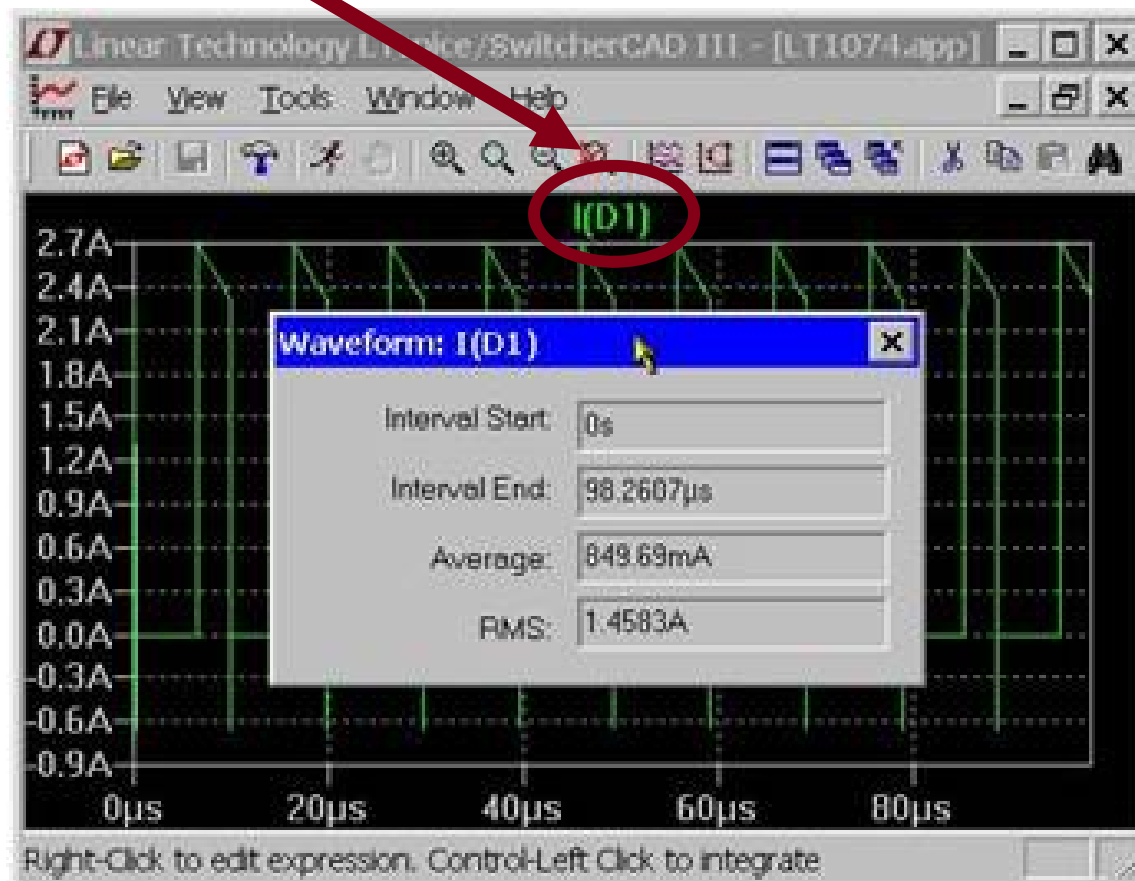 Linear Technology LTspice/SwitcherCAD III - [LT1074.app]
File View Tools Window Help
I(D1)
2.7A
2.4A
2.1A
1.8A
1.5A
1.2A
0.9A
0.6A
0.3A
0.0A
-0.3A
-0.6A
-0.9A
Waveform: I(D1)
Interval Start: 0s
Interval End: 98.2607µs
Average: 849.69mA
RMS: 1.4583A
0µs 20µs 40µs 60µs 80µs
Right-Click to edit expression. Control-Left Click to integrate